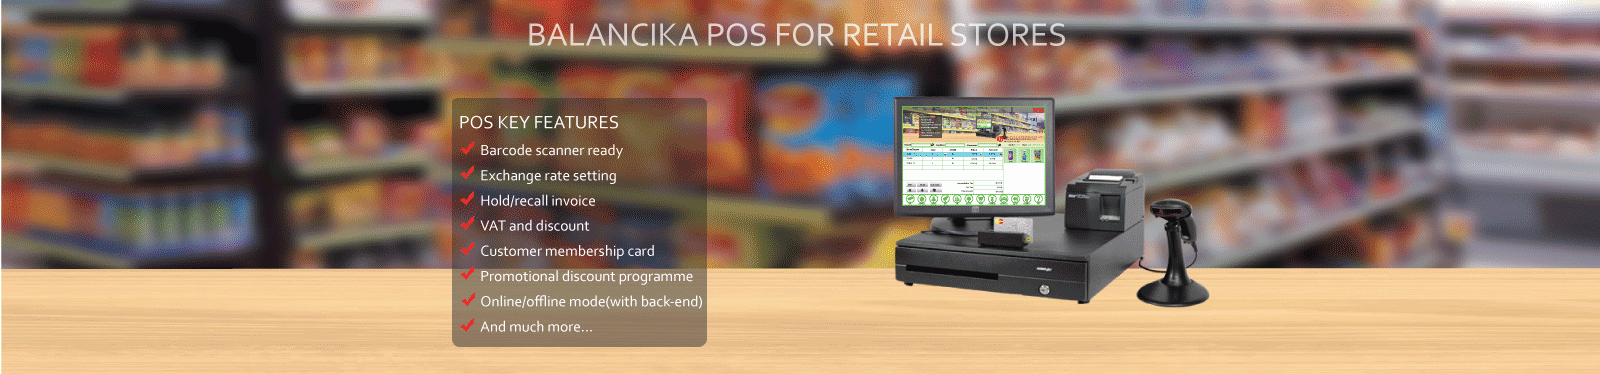 BALANCIKA POS FOR RETAIL STORES
POS KEY FEATURES
Barcode scanner ready
Exchange rate setting
Hold/recall invoice
VAT and discount
Customer membership card
Promotional discount programme
Online/offline mode(with back-end)
And much more...